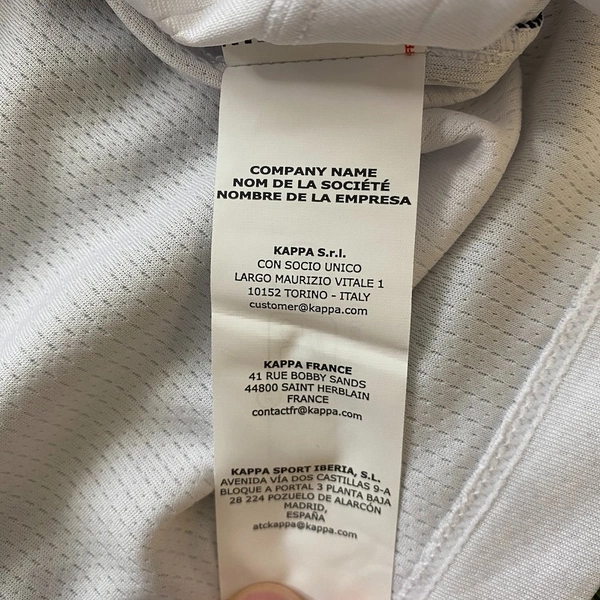 COMPANY NAME
NOM DE LA SOCIÉTÉ
NOMBRE DE LA EMPRESA
KAPPA S.r.l.
CON SOCIO UNICO
LARGO MAURIZIO VITALE 1
10152 TORINO - ITALY
customer@kappa.com
KAPPA FRANCE
41 RUE BOBBY SANDS
44800 SAINT HERBLAIN
FRANCE
contactfr@kappa.com
KAPPA SPORT IBERIA, S.L.
AVENIDA VÍA DOS CASTILLAS 9-A
BLOQUE A PORTAL 3 PLANTA BAJA
28 224 POZUELO DE ALARCÓN
MADRID,
ESPAÑA
atckappa@kappa.com